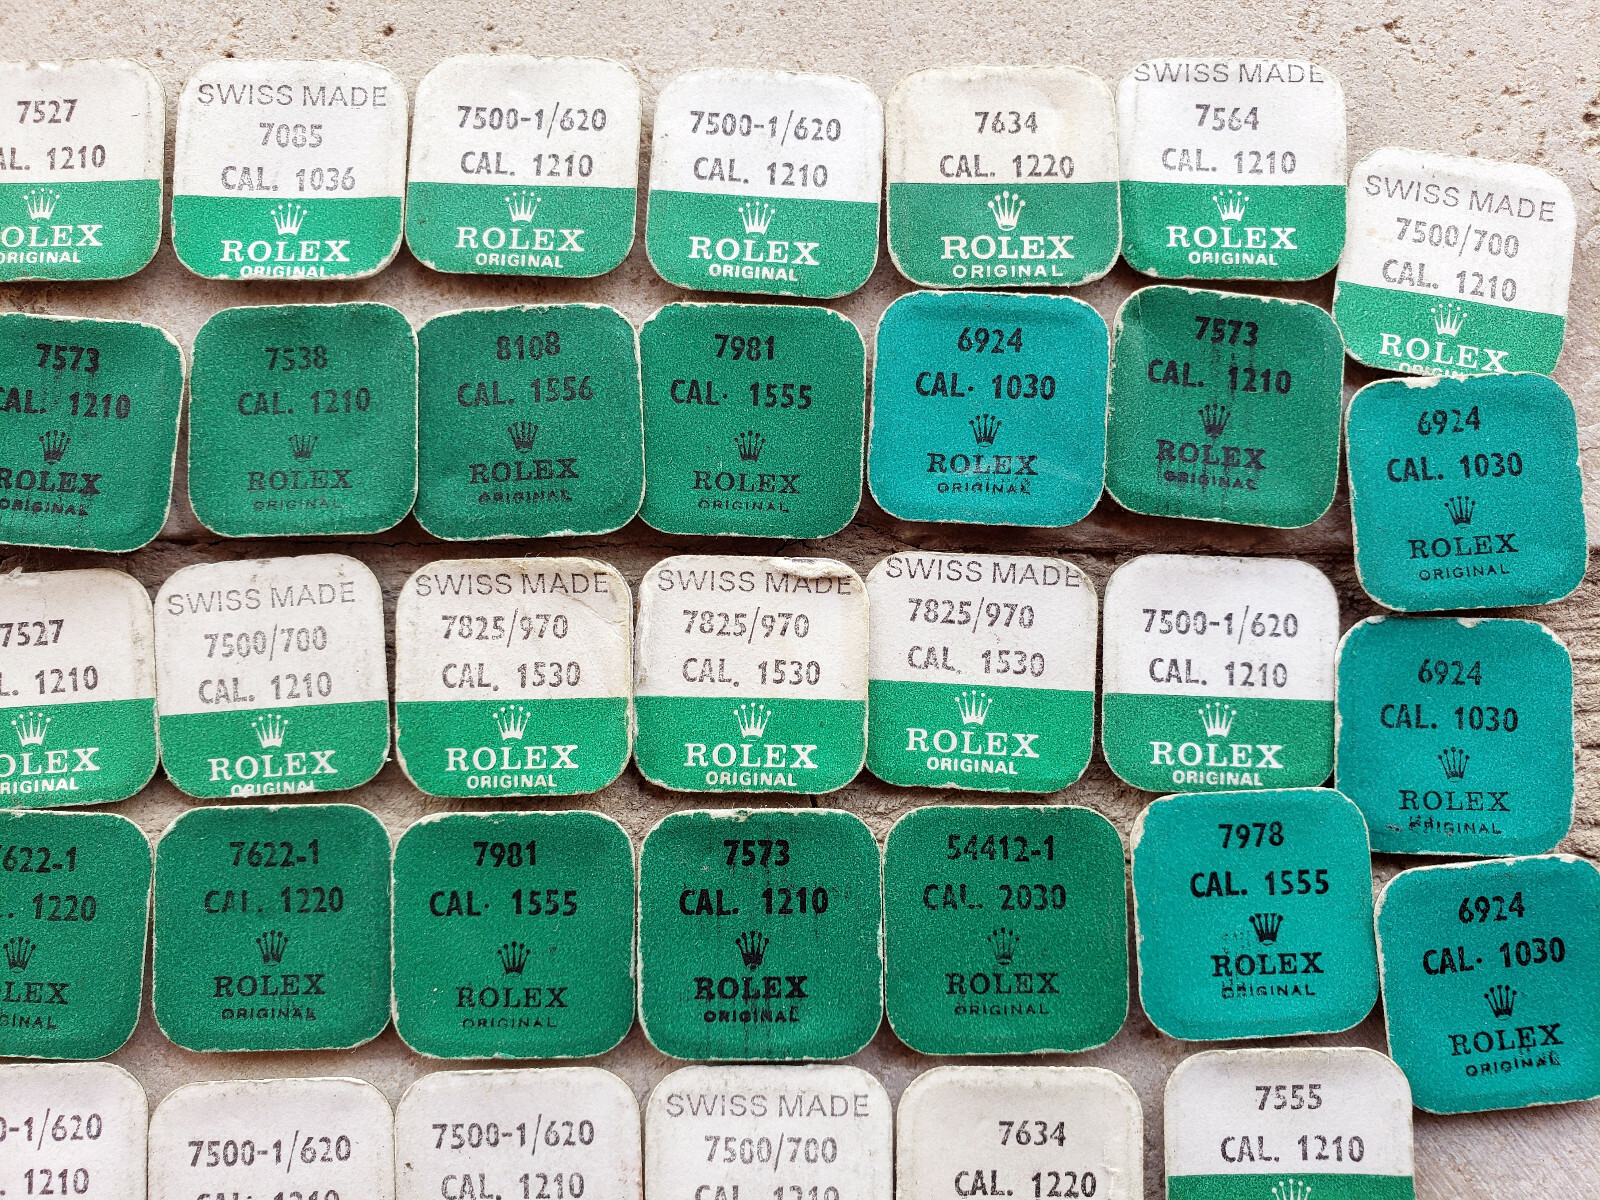 7527
AL. 1210
OLEX
ORIGINAL
SWISS MADE
7085
CAL. 1036
ROLEX
ORIGINAL
7500-1/620
CAL. 1210
ROLEX
ORIGINAL
7500-1/620
CAL. 1210
ROLEX
ORIGINAL
7634
CAL. 1220
ROLEX
ORIGINAL
SWISS MADE
7564
CAL. 1210
ROLEX
ORIGINAL
SWISS MADE
7500/700
CAL. 1210
ROLEX
ORIGINAL
7573
CAL. 1210
ROLEX
ORIGINAL
7538
CAL. 1210
ROLEX
ORIGINAL
8108
CAL. 1556
ROLEX
ORIGINAL
7981
CAL. 1555
ROLEX
ORIGINAL
6924
CAL. 1030
ROLEX
ORIGINAL
7573
CAL. 1210
ROLEX
ORIGINAL
6924
CAL. 1030
ROLEX
ORIGINAL
7527
L. 1210
OLEX
ORIGINAL
SWISS MADE
7500/700
CAL. 1210
ROLEX
ORIGINAL
SWISS MADE
7825/970
CAL. 1530
ROLEX
ORIGINAL
SWISS MADE
7825/970
CAL. 1530
ROLEX
ORIGINAL
SWISS MADE
7825/970
CAL. 1530
ROLEX
ORIGINAL
7500-1/620
CAL. 1210
ROLEX
ORIGINAL
6924
CAL. 1030
ROLEX
ORIGINAL
622-1
. 1220
LEX
GINAL
7622-1
CAL. 1220
ROLEX
ORIGINAL
7981
CAL. 1555
ROLEX
ORIGINAL
7573
CAL. 1210
ROLEX
ORIGINAL
54412-1
CAL. 2030
ROLEX
ORIGINAL
7978
CAL. 1555
ROLEX
ORIGINAL
6924
CAL. 1030
ROLEX
ORIGINAL
0-1/620
. 1210
7500-1/620
CAL. 1210
7500-1/620
CAL. 1210
SWISS MADE
7500/700
CAL. 1210
7634
CAL. 1220
7555
CAL. 1210